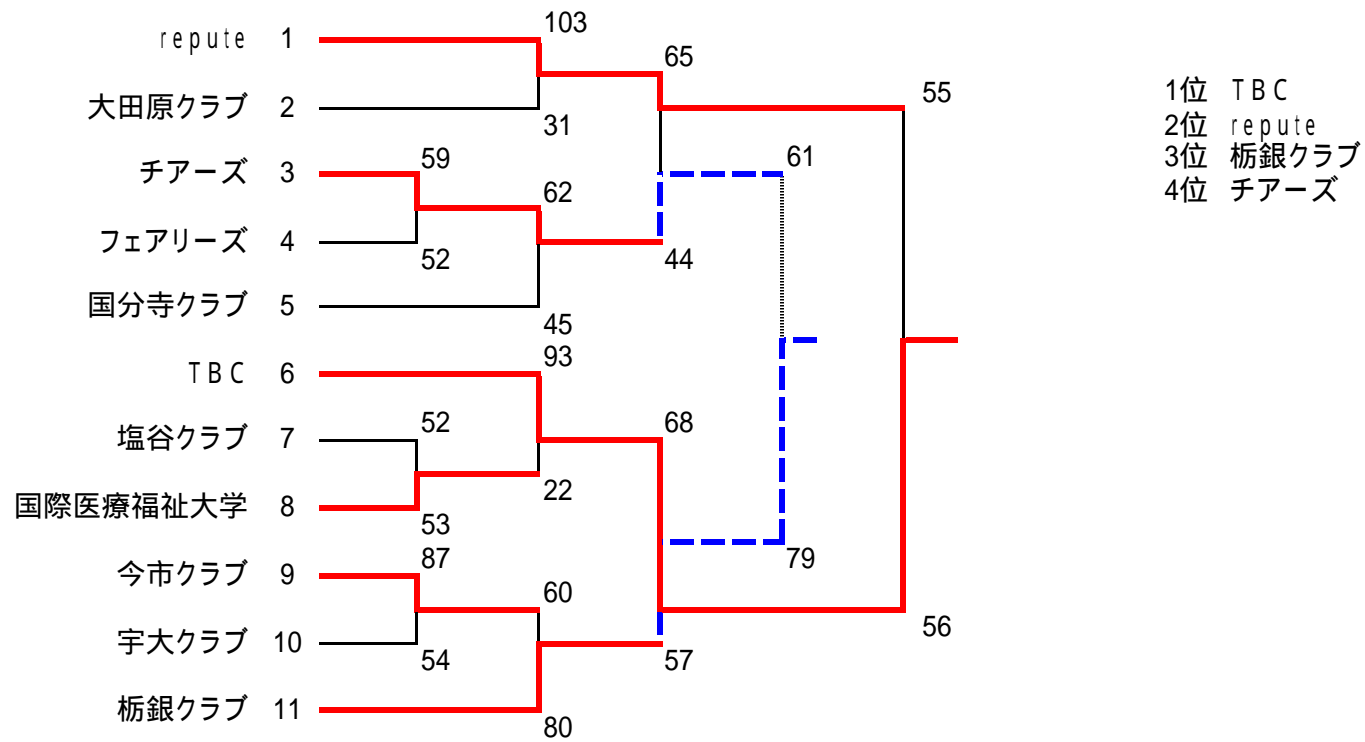 repute 1
大田原クラブ 2
チアーズ 3
フェアリーズ 4
国分寺クラブ 5
TBC 6
塩谷クラブ 7
国際医療福祉大学 8
今市クラブ 9
宇大クラブ 10
栃銀クラブ 11
59
52
52
53
87
54
103
31
62
45
93
22
60
80
65
44
68
57
61
79
55
56
1位 TBC
2位 repute
3位 栃銀クラブ
4位 チアーズ